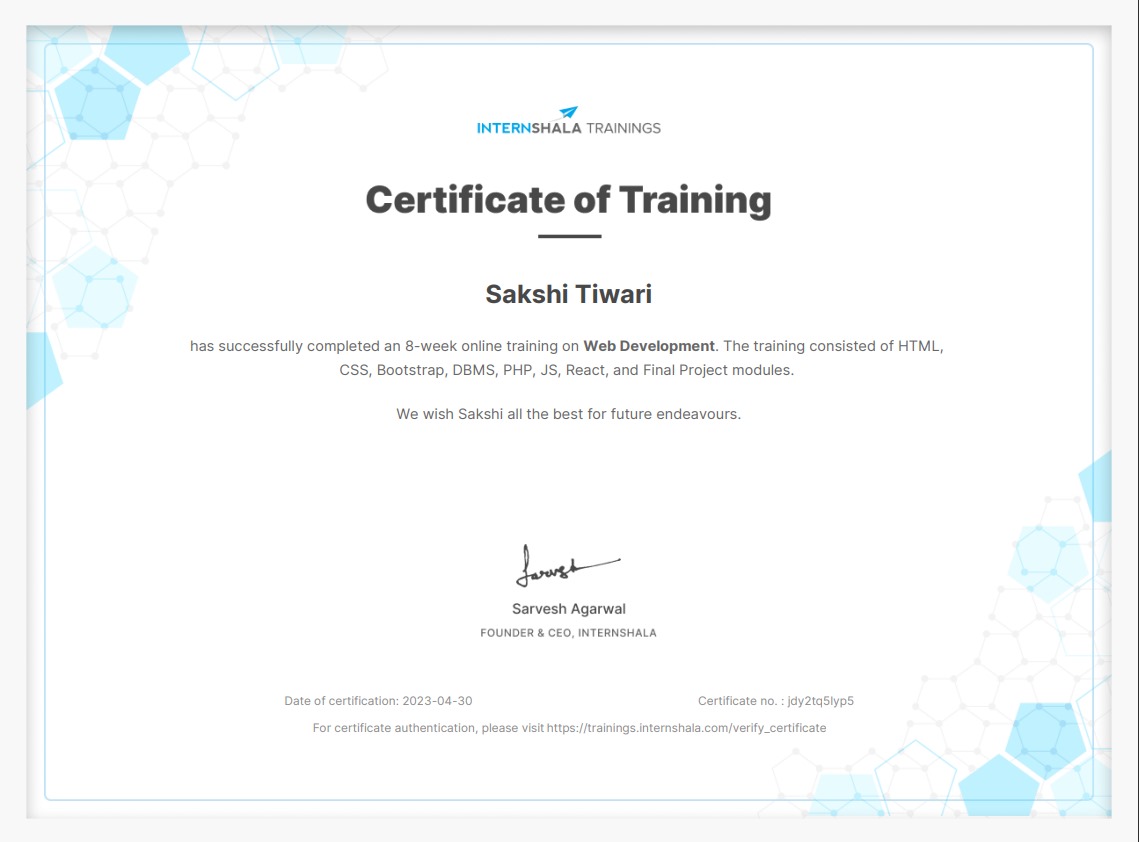 INTERNSHALA TRAININGS
Certificate of Training
Sakshi Tiwari
has successfully completed an 8-week online training on Web Development. The training consisted of HTML,
CSS, Bootstrap, DBMS, PHP, JS, React, and Final Project modules.
We wish Sakshi all the best for future endeavours.
Sarvesh
Sarvesh Agarwal
FOUNDER & CEO, INTERNSHALA
Date of certification: 2023-04-30 Certificate no. : jdy2tq5lyp5
For certificate authentication, please visit https://trainings.internshala.com/verify_certificate